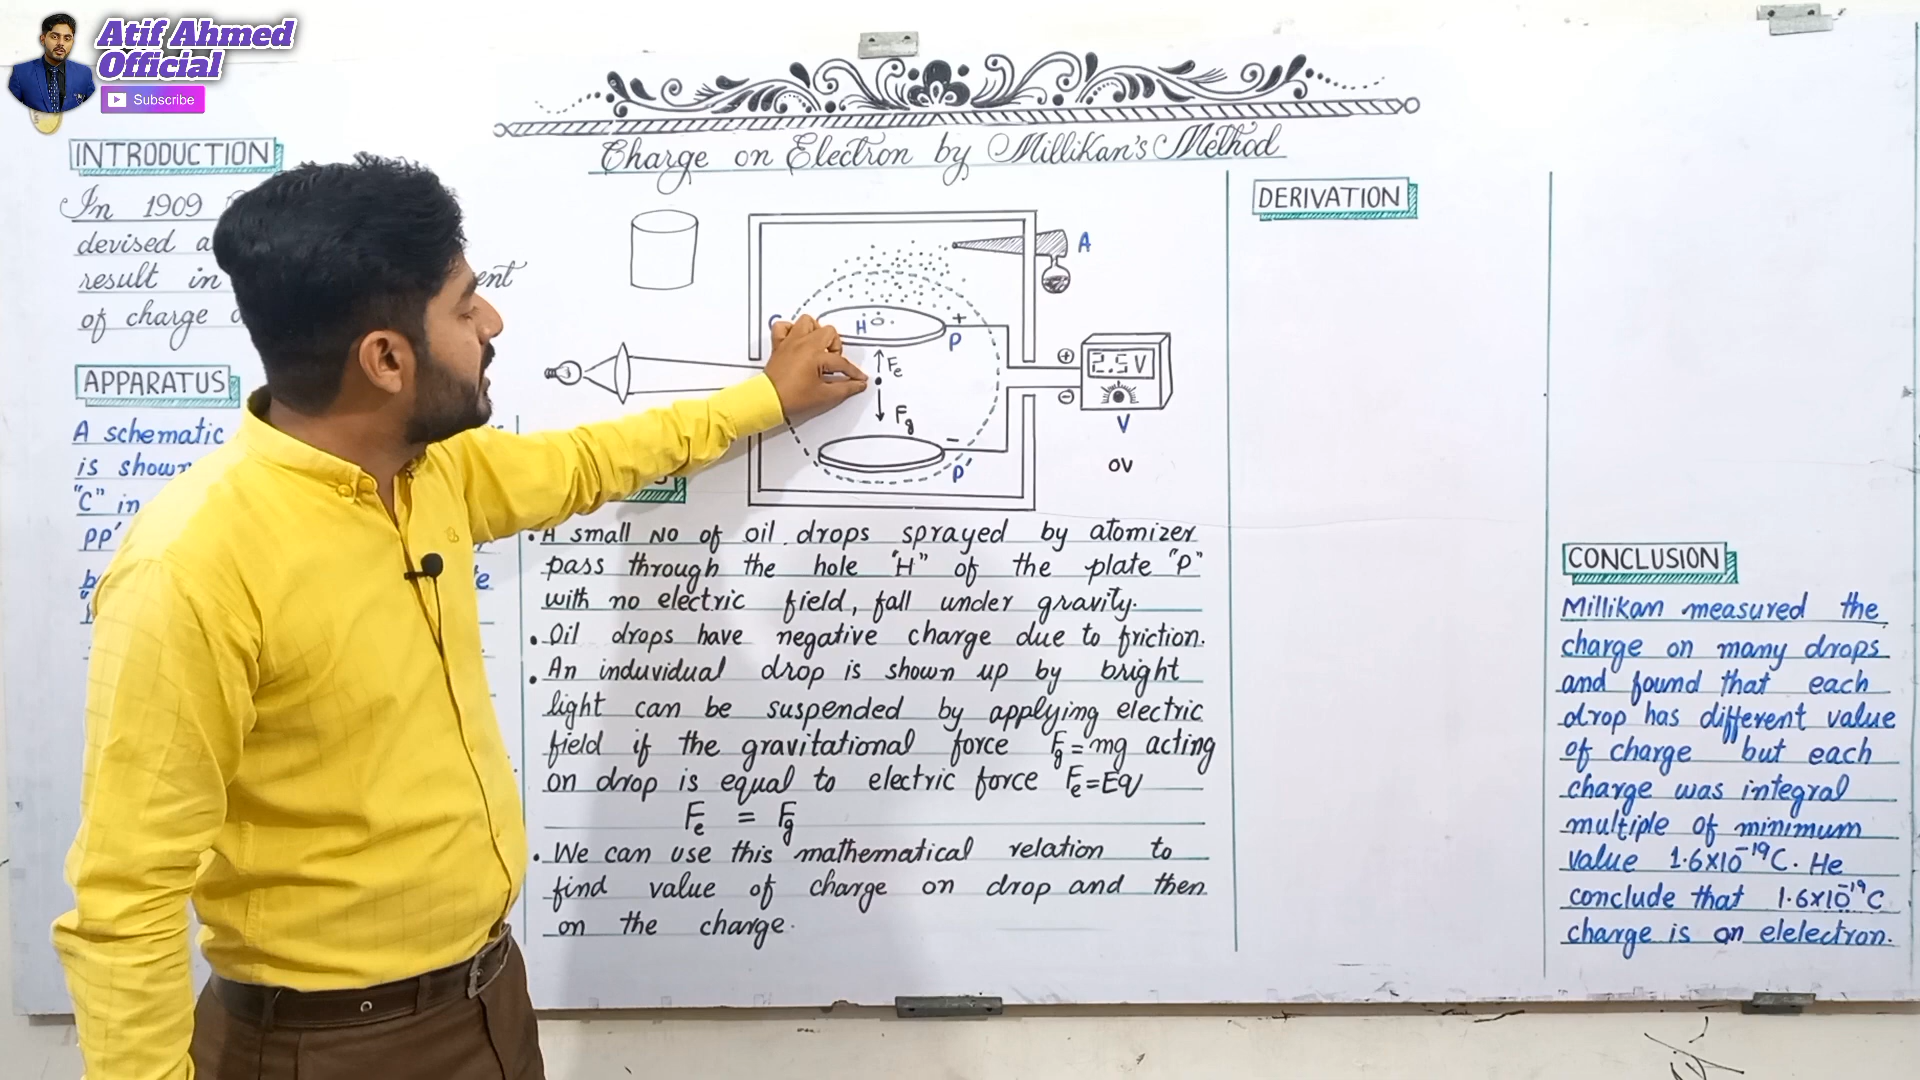 Atif Ahmed
Official
Subscribe
Charge on Electron by Millikan's Method
INTRODUCTION
In 1909
devised a
result in
ent
of charge
APPARATUS
A schematic
is shown
"C" in
PP'
A
C
H
+
P
Fe
Fg
-
P'
+
2.5V
-
V
0V
• A small No of oil drops sprayed by atomizer
pass through the hole "H" of the plate "P"
with no electric field, fall under gravity.
• Oil drops have negative charge due to friction.
• An induvidual drop is shown up by bright
light can be suspended by applying electric
field if the gravitational force Fg=mg acting
on drop is equal to electric force Fe=Eq
Fe = Fg
• We can use this mathematical relation to
find value of charge on drop and then
on the charge.
DERIVATION
CONCLUSION
Millikan measured the
charge on many drops
and found that each
drop has different value
of charge but each
charge was integral
multiple of minimum
value 1.6x10⁻¹⁹C. He
conclude that 1.6x10⁻¹⁹C
charge is on elelectron.